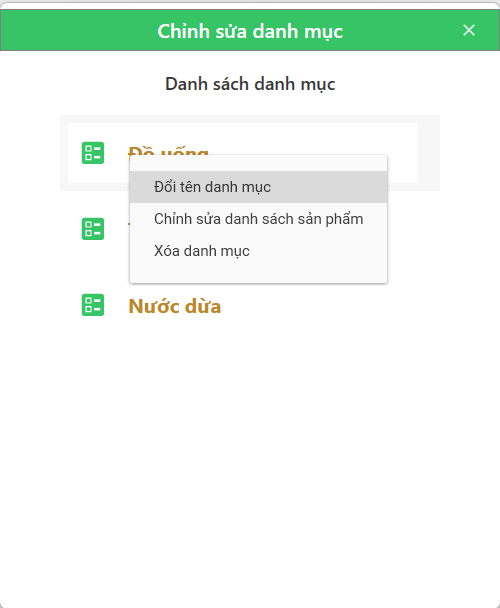 Chỉnh sửa danh mục
Danh sách danh mục
Đồ uống
Đổi tên danh mục
Chỉnh sửa danh sách sản phẩm
Xóa danh mục
Nước dừa